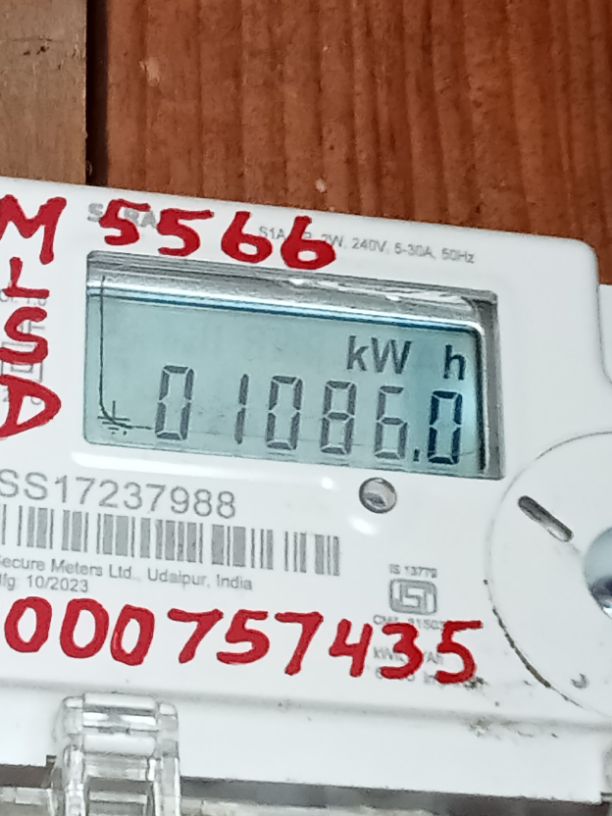 M 5566
S1A 240V, 5-30A, 50Hz
L
S
D
kW h
01086.0
SS17237988
Secure Meters Ltd., Udaipur, India
Mfg. 10/2023
IS 13779
000757435